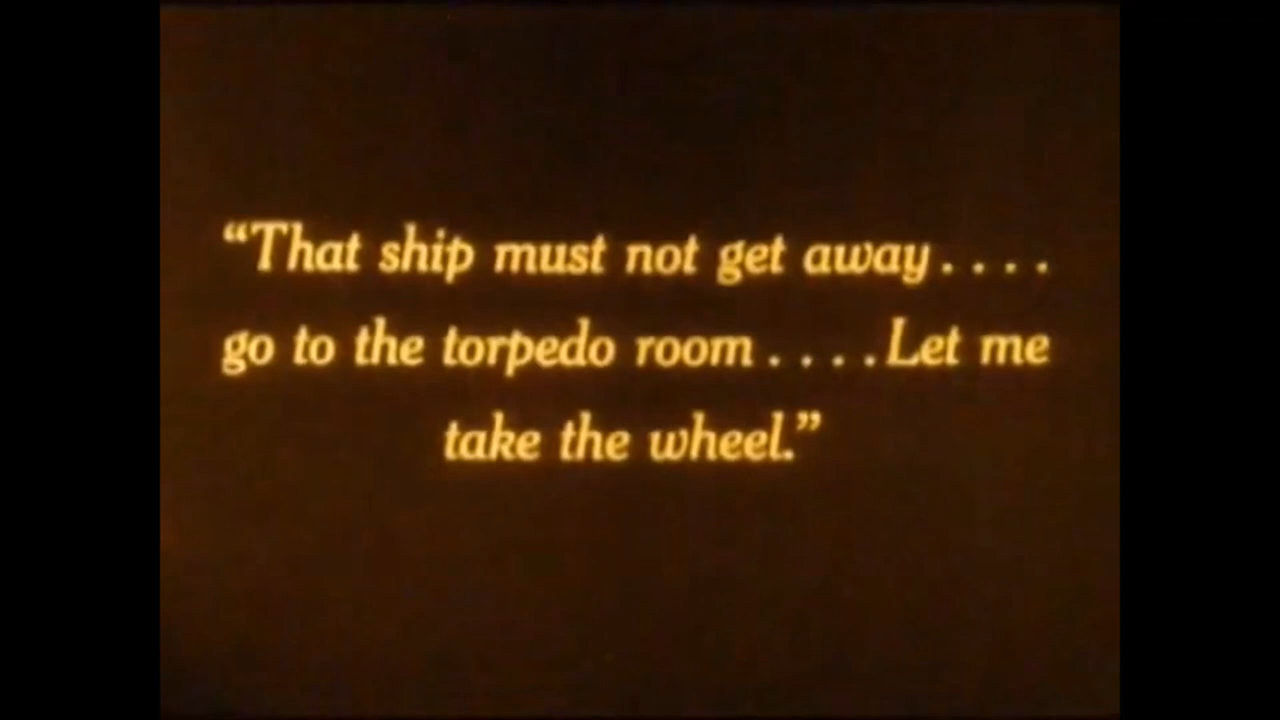 “That ship must not get away....
go to the torpedo room....Let me
take the wheel.”